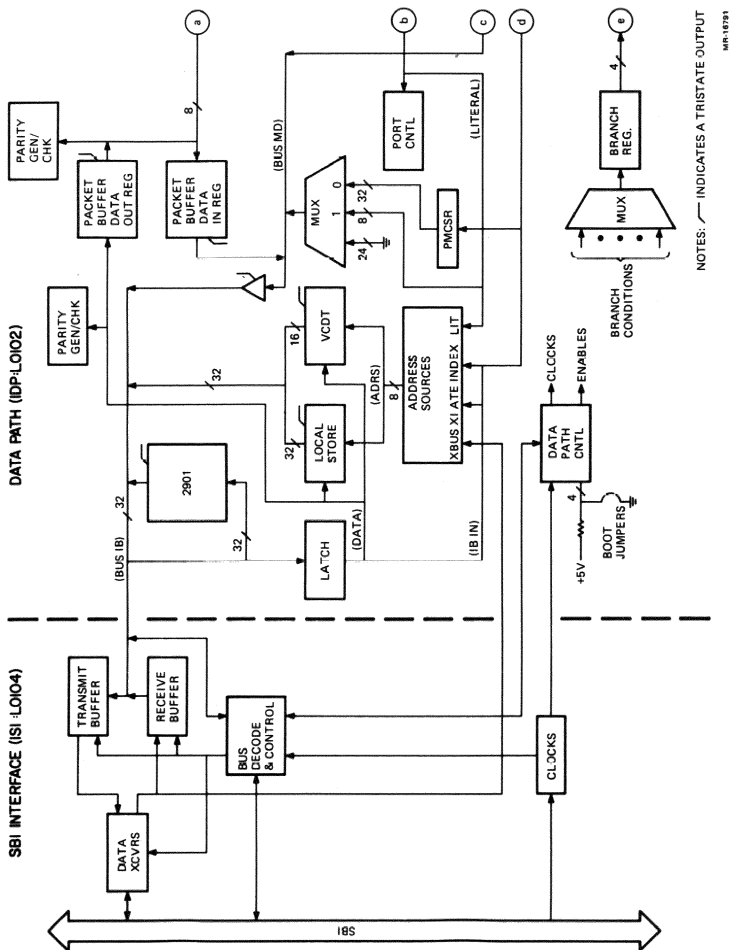 SBI INTERFACE (ISI:L0104)
DATA PATH (IDP:L0102)
SBI
DATA
XCVRS
TRANSMIT
BUFFER
RECEIVE
BUFFER
BUS
DECODE
& CONTROL
CLOCKS
(BUS IB)
32
32
2901
LATCH
(DATA)
(IB IN)
32
PARITY
GEN/CHK
32
LOCAL
STORE
16
VCDT
(ADRS)
8
ADDRESS
SOURCES
XBUS XI ATE INDEX LIT
PARITY
GEN/
CHK
PACKET
BUFFER
DATA
OUT REG
PACKET
BUFFER
DATA
IN REG
8
a
(BUS MD)
MUX
1 0
24
8
32
PMCSR
PORT
CNTL
(LITERAL)
b
c
d
+5V
4
BOOT
JUMPERS
DATA
PATH
CNTL
CLOCKS
ENABLES
BRANCH
CONDITIONS
MUX
BRANCH
REG.
4
e
NOTES: INDICATES A TRISTATE OUTPUT
MR-16791